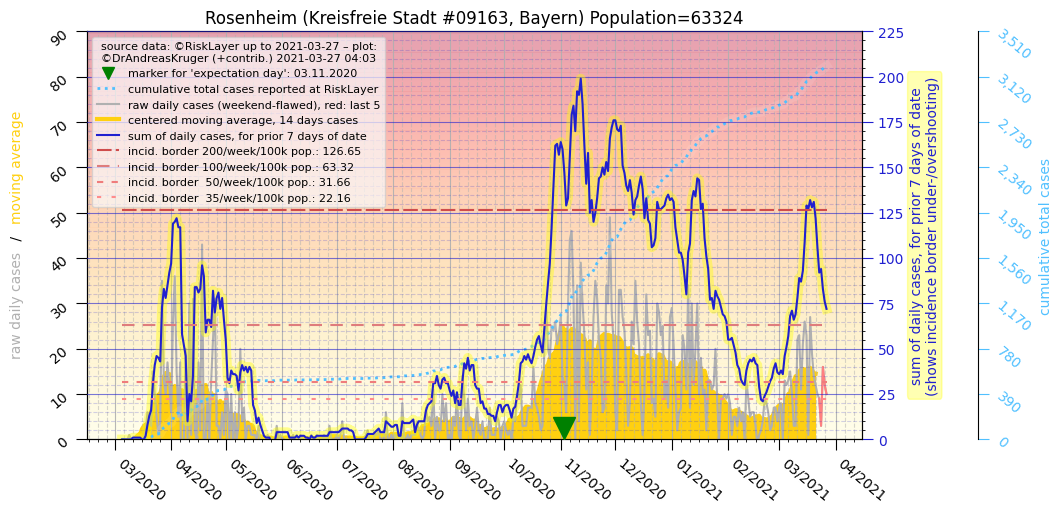 Rosenheim (Kreisfreie Stadt #09163, Bayern) Population=63324
source data: ©RiskLayer up to 2021-03-27 – plot:
©DrAndreasKruger (+contrib.) 2021-03-27 04:03
marker for 'expectation day': 03.11.2020
cumulative total cases reported at RiskLayer
raw daily cases (weekend-flawed), red: last 5
centered moving average, 14 days cases
sum of daily cases, for prior 7 days of date
incid. border 200/week/100k pop.: 126.65
incid. border 100/week/100k pop.: 63.32
incid. border  50/week/100k pop.: 31.66
incid. border  35/week/100k pop.: 22.16
raw daily cases / moving average
90
80
70
60
50
40
30
20
10
0
03/2020
04/2020
05/2020
06/2020
07/2020
08/2020
09/2020
10/2020
11/2020
12/2020
01/2021
02/2021
03/2021
04/2021
225
200
175
150
125
100
75
50
25
0
sum of daily cases, for prior 7 days of date
(shows incidence border under-/overshooting)
3,510
3,120
2,730
2,340
1,950
1,560
1,170
780
390
0
cumulative total cases